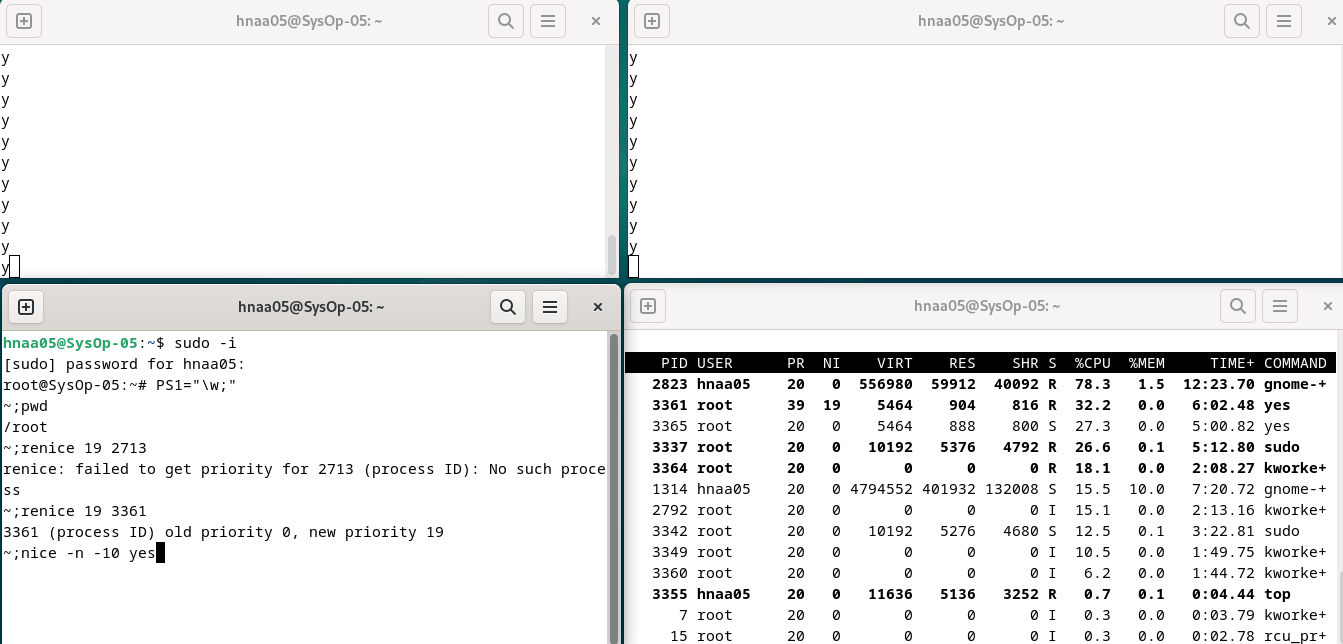 hnaa05@SysOp-05: ~
y
y
y
y
y
y
y
y
y
y
y
hnaa05@SysOp-05: ~
y
y
y
y
y
y
y
y
y
y
hnaa05@SysOp-05: ~
hnaa05@SysOp-05:~$ sudo -i
[sudo] password for hnaa05:
root@SysOp-05:~# PS1="\w;"
~;pwd
/root
~;renice 19 2713
renice: failed to get priority for 2713 (process ID): No such proce
ss
~;renice 19 3361
3361 (process ID) old priority 0, new priority 19
~;nice -n -10 yes
hnaa05@SysOp-05: ~
PID USER PR NI VIRT RES SHR S %CPU %MEM TIME+ COMMAND
2823 hnaa05 20 0 556980 59912 40092 R 78.3 1.5 12:23.70 gnome-+
3361 root 39 19 5464 904 816 R 32.2 0.0 6:02.48 yes
3365 root 20 0 5464 888 800 S 27.3 0.0 5:00.82 yes
3337 root 20 0 10192 5376 4792 R 26.6 0.1 5:12.80 sudo
3364 root 20 0 0 0 0 R 18.1 0.0 2:08.27 kworke+
1314 hnaa05 20 0 4794552 401932 132008 S 15.5 10.0 7:20.72 gnome-+
2792 root 20 0 0 0 0 I 15.1 0.0 2:13.16 kworke+
3342 root 20 0 10192 5276 4680 S 12.5 0.1 3:22.81 sudo
3349 root 20 0 0 0 0 I 10.5 0.0 1:49.75 kworke+
3360 root 20 0 0 0 0 I 6.2 0.0 1:44.72 kworke+
3355 hnaa05 20 0 11636 5136 3252 R 0.7 0.1 0:04.44 top
7 root 20 0 0 0 0 I 0.3 0.0 0:03.79 kworke+
15 root 20 0 0 0 0 I 0.3 0.0 0:02.78 rcu_pr+